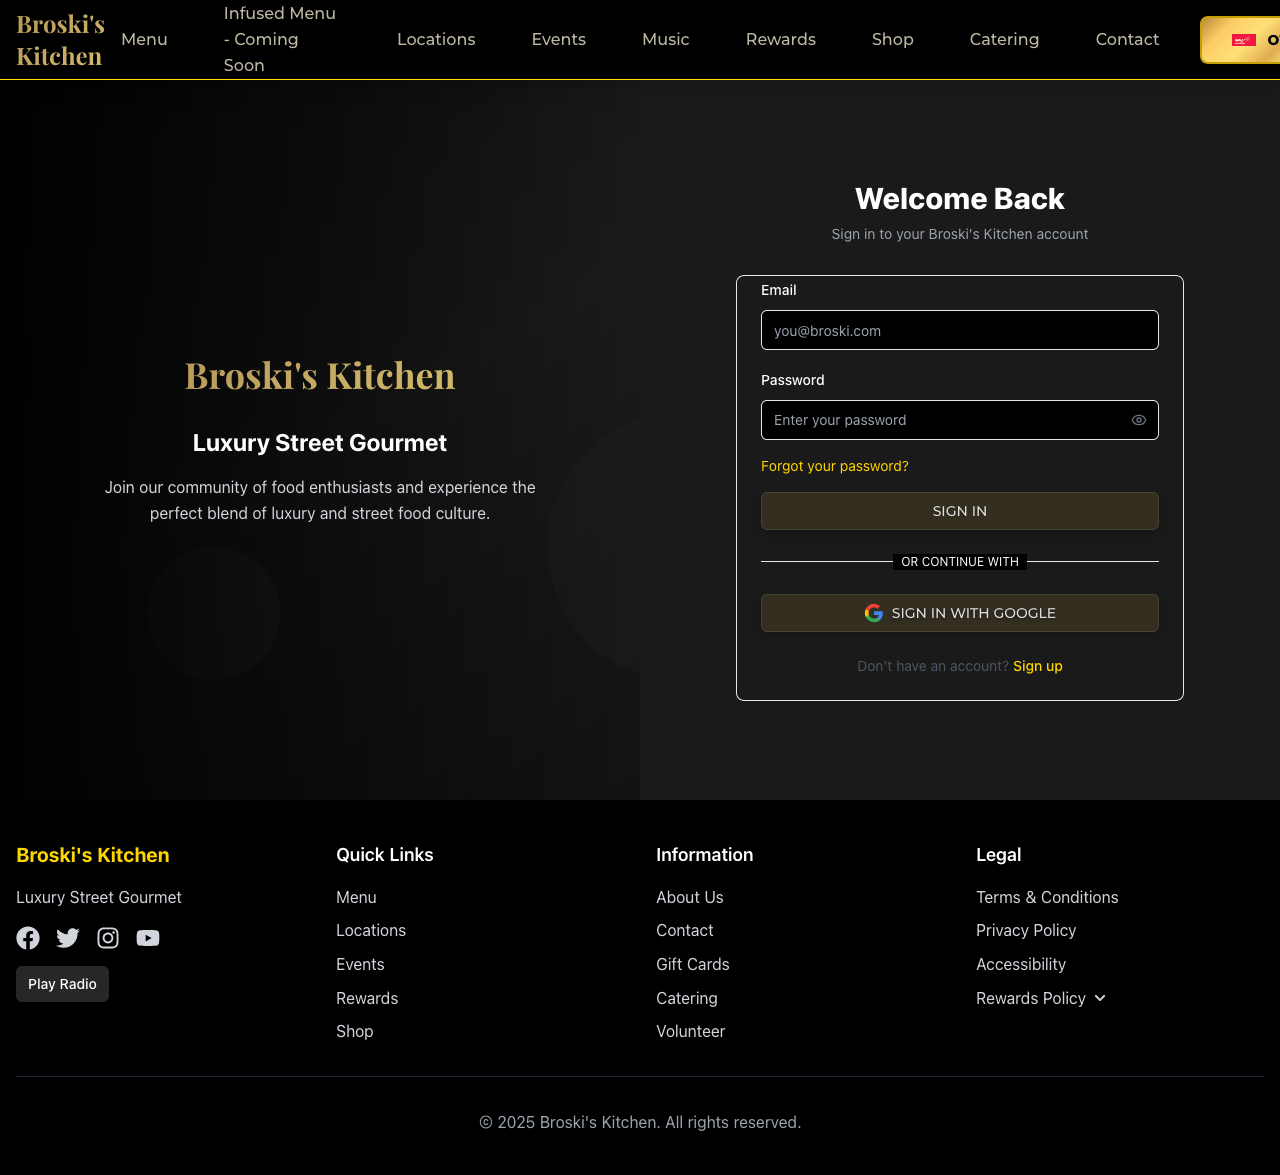 Broski's
Kitchen
Menu
Infused Menu
- Coming
Soon
Locations
Events
Music
Rewards
Shop
Catering
Contact
Welcome Back
Sign in to your Broski's Kitchen account
Email
you@broski.com
Password
Enter your password
Forgot your password?
SIGN IN
OR CONTINUE WITH
SIGN IN WITH GOOGLE
Don't have an account? Sign up
Broski's Kitchen
Luxury Street Gourmet
Join our community of food enthusiasts and experience the
perfect blend of luxury and street food culture.
Broski's Kitchen
Luxury Street Gourmet
Play Radio
Quick Links
Menu
Locations
Events
Rewards
Shop
Information
About Us
Contact
Gift Cards
Catering
Volunteer
Legal
Terms & Conditions
Privacy Policy
Accessibility
Rewards Policy
© 2025 Broski's Kitchen. All rights reserved.